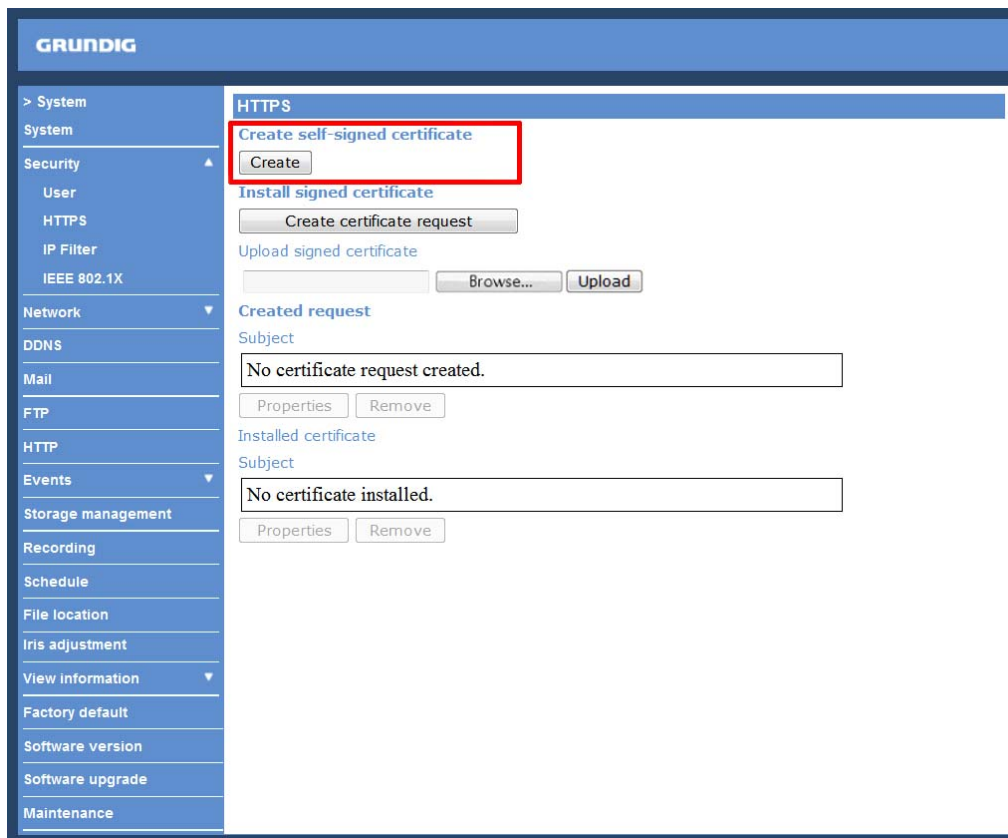 GRUNDIG
> System
System
Security
User
HTTPS
IP Filter
IEEE 802.1X
Network
DDNS
Mail
FTP
HTTP
Events
Storage management
Recording
Schedule
File location
Iris adjustment
View information
Factory default
Software version
Software upgrade
Maintenance
HTTPS
Create self-signed certificate
Create
Install signed certificate
Create certificate request
Upload signed certificate
Browse... Upload
Created request
Subject
No certificate request created.
Properties Remove
Installed certificate
Subject
No certificate installed.
Properties Remove